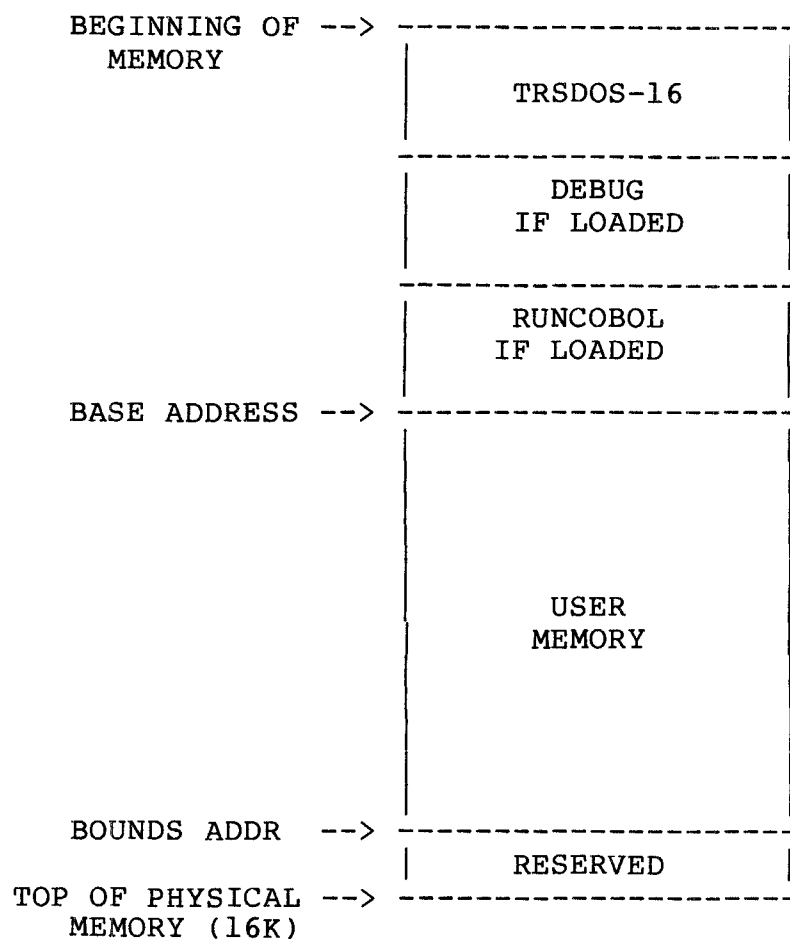 BEGINNING OF -->
MEMORY
TRSDOS-16
DEBUG
IF LOADED
RUNCOBOL
IF LOADED
BASE ADDRESS -->
USER
MEMORY
BOUNDS ADDR -->
RESERVED
TOP OF PHYSICAL -->
MEMORY (16K)